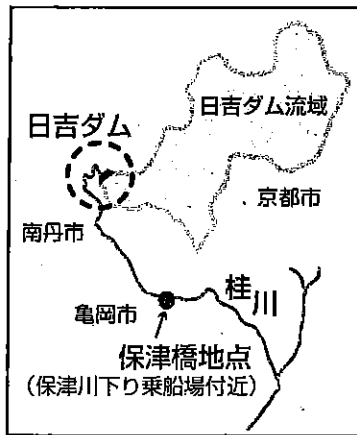 日吉ダム流域
日吉ダム
京都市
南丹市
桂川
亀岡市
保津橋地点
(保津川下り乗船場付近)